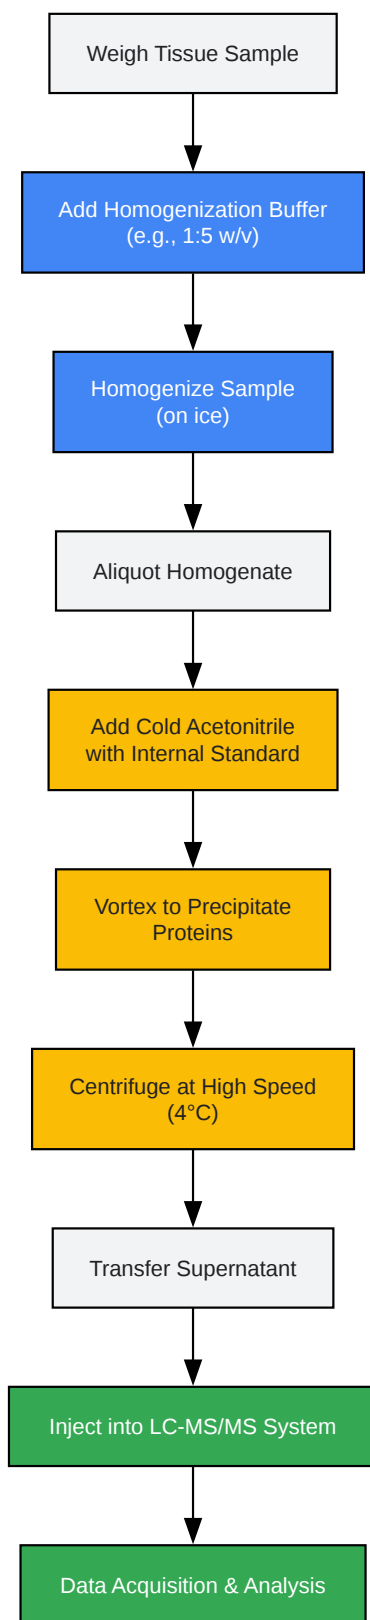 Weigh Tissue Sample
Add Homogenization Buffer
(e.g., 1:5 w/v)
Homogenize Sample
(on ice)
Aliquot Homogenate
Add Cold Acetonitrile
with Internal Standard
Vortex to Precipitate
Proteins
Centrifuge at High Speed
(4°C)
Transfer Supernatant
Inject into LC-MS/MS System
Data Acquisition & Analysis